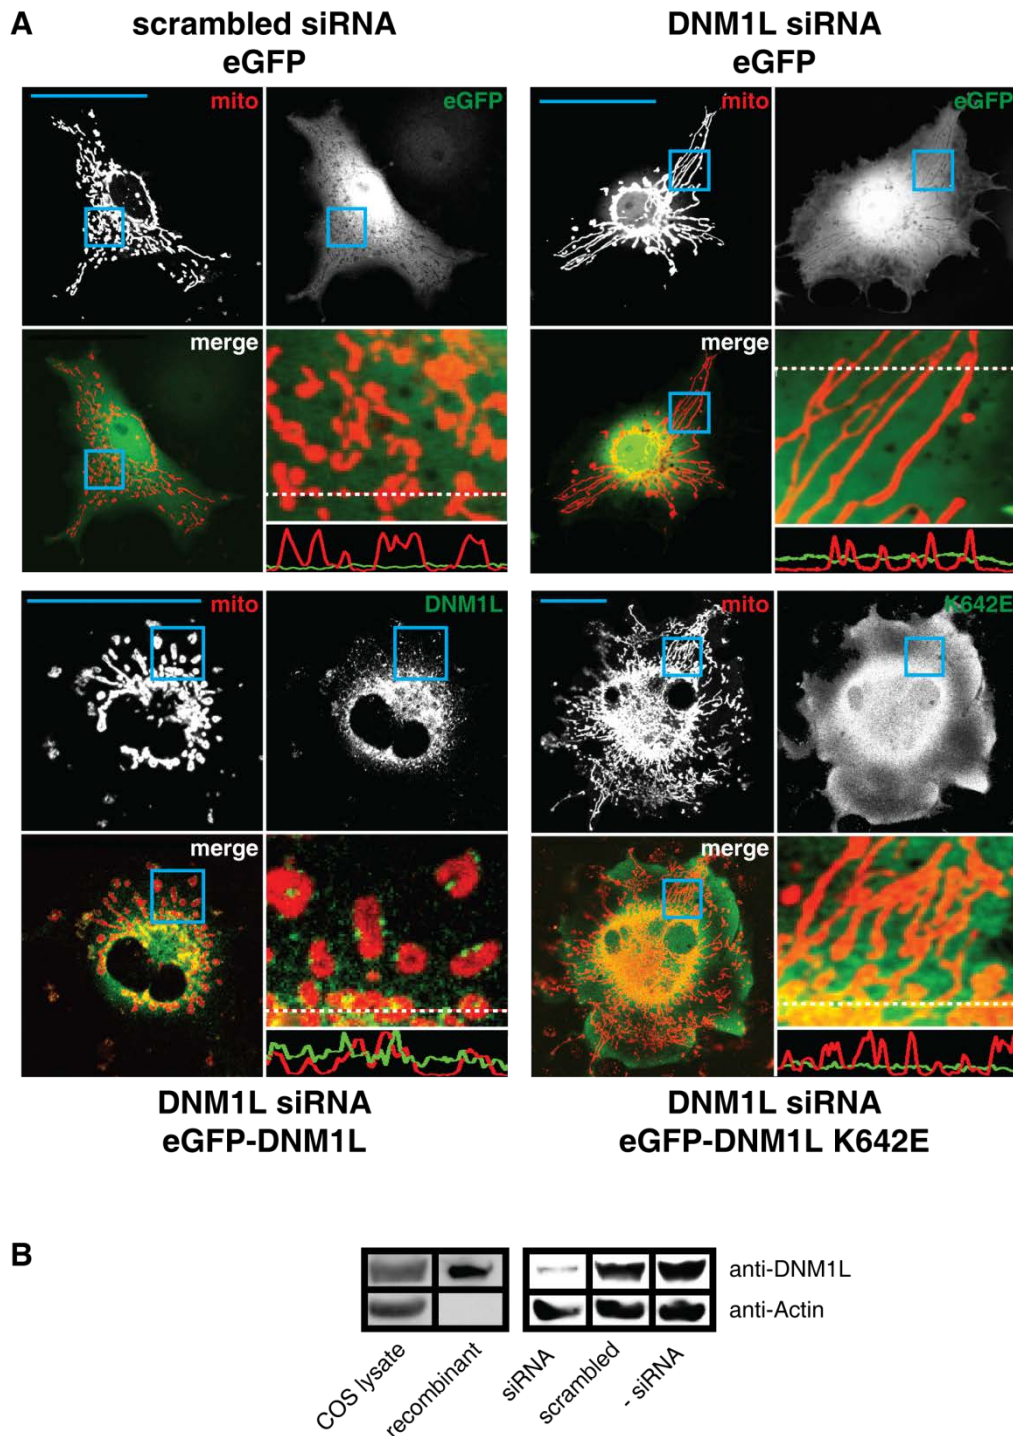 A
scrambled siRNA
eGFP
DNM1L siRNA
eGFP
mito
eGFP
mito
eGFP
merge
merge
mito
DNM1L
mito
K642E
merge
merge
DNM1L siRNA
eGFP-DNM1L
DNM1L siRNA
eGFP-DNM1L K642E
B
anti-DNM1L
anti-Actin
COS lysate
recombinant
siRNA
scrambled
- siRNA